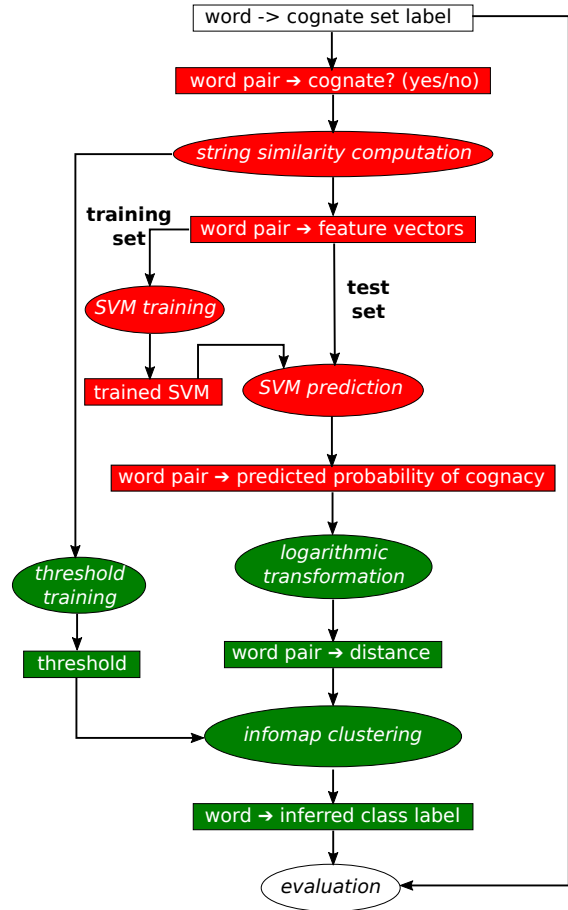 word -> cognate set label
word pair → cognate? (yes/no)
string similarity computation
training
set
word pair → feature vectors
SVM training
test
set
trained SVM
SVM prediction
word pair → predicted probability of cognacy
logarithmic
transformation
threshold
training
word pair → distance
threshold
infomap clustering
word → inferred class label
evaluation